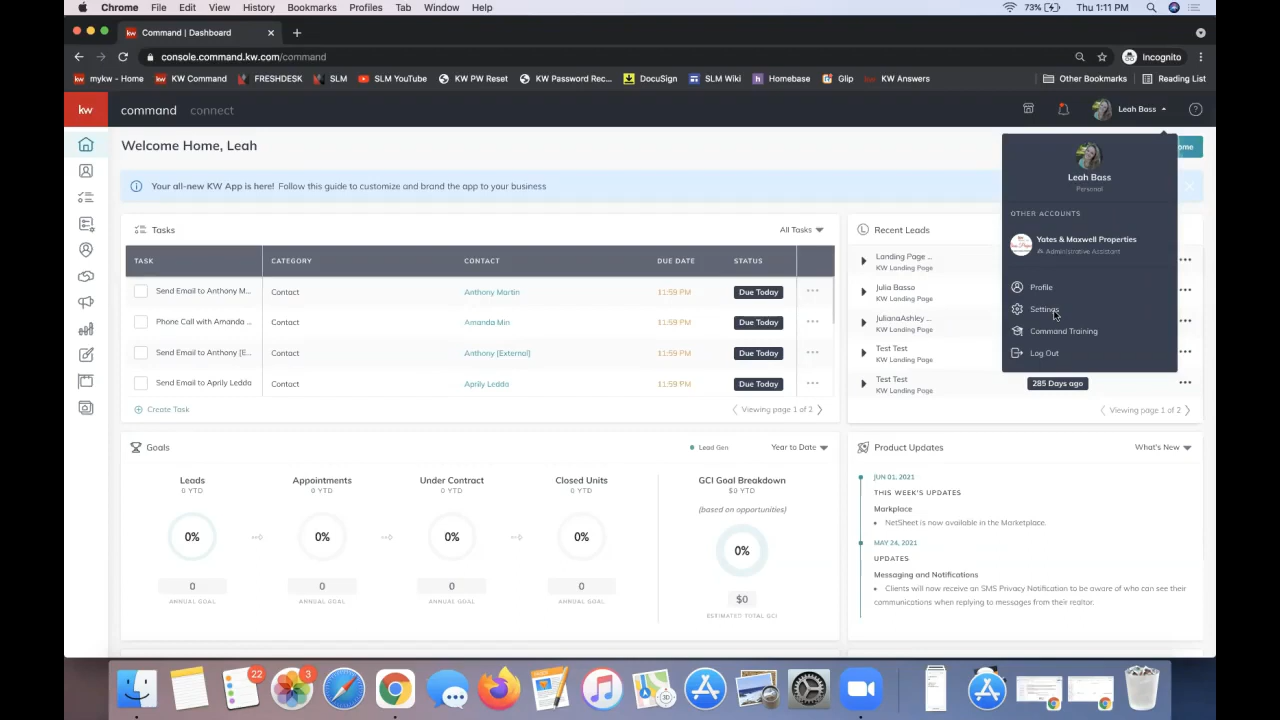 Chrome File Edit View History Bookmarks Profiles Tab Window Help 73% Thu 1:11 PM
kw Command | Dashboard
console.command.kw.com/command Incognito
kw mykw - Home kw KW Command FRESHDESK SLM SLM YouTube KW PW Reset KW Password Rec... DocuSign SLM Wiki h Homebase Glip kw KW Answers Other Bookmarks Reading List
kw command connect Leah Bass
Welcome Home, Leah
Your all-new KW App is here! Follow this guide to customize and brand the app to your business
Leah Bass
Personal
OTHER ACCOUNTS
Yates & Maxwell Properties
Administrative Assistant
Profile
Settings
Command Training
Log Out
Tasks All Tasks
TASK CATEGORY CONTACT DUE DATE STATUS
Send Email to Anthony M... Contact Anthony Martin 11:59 PM Due Today
Phone Call with Amanda ... Contact Amanda Min 11:59 PM Due Today
Send Email to Anthony [E... Contact Anthony [External] 11:59 PM Due Today
Send Email to Aprily Ledda Contact Aprily Ledda 11:59 PM Due Today
Create Task Viewing page 1 of 2
Recent Leads
Landing Page ...
KW Landing Page
Julia Basso
KW Landing Page
JulianaAshley ...
KW Landing Page
Test Test
KW Landing Page
Test Test 285 Days ago
KW Landing Page
Viewing page 1 of 2
Goals Lead Gen Year to Date
Leads Appointments Under Contract Closed Units GCI Goal Breakdown
0 YTD 0 YTD 0 YTD 0 YTD $0 YTD
(based on opportunities)
0% 0% 0% 0% 0%
0 0 0 0 $0
ANNUAL GOAL ANNUAL GOAL ANNUAL GOAL ANNUAL GOAL ESTIMATED TOTAL GCI
Product Updates What's New
JUN 01, 2021
THIS WEEK'S UPDATES
Markplace
NetSheet is now available in the Marketplace.
MAY 24, 2021
UPDATES
Messaging and Notifications
Clients will now receive an SMS Privacy Notification to be aware of who can see their
communications when replying to messages from their realtor.
22 3